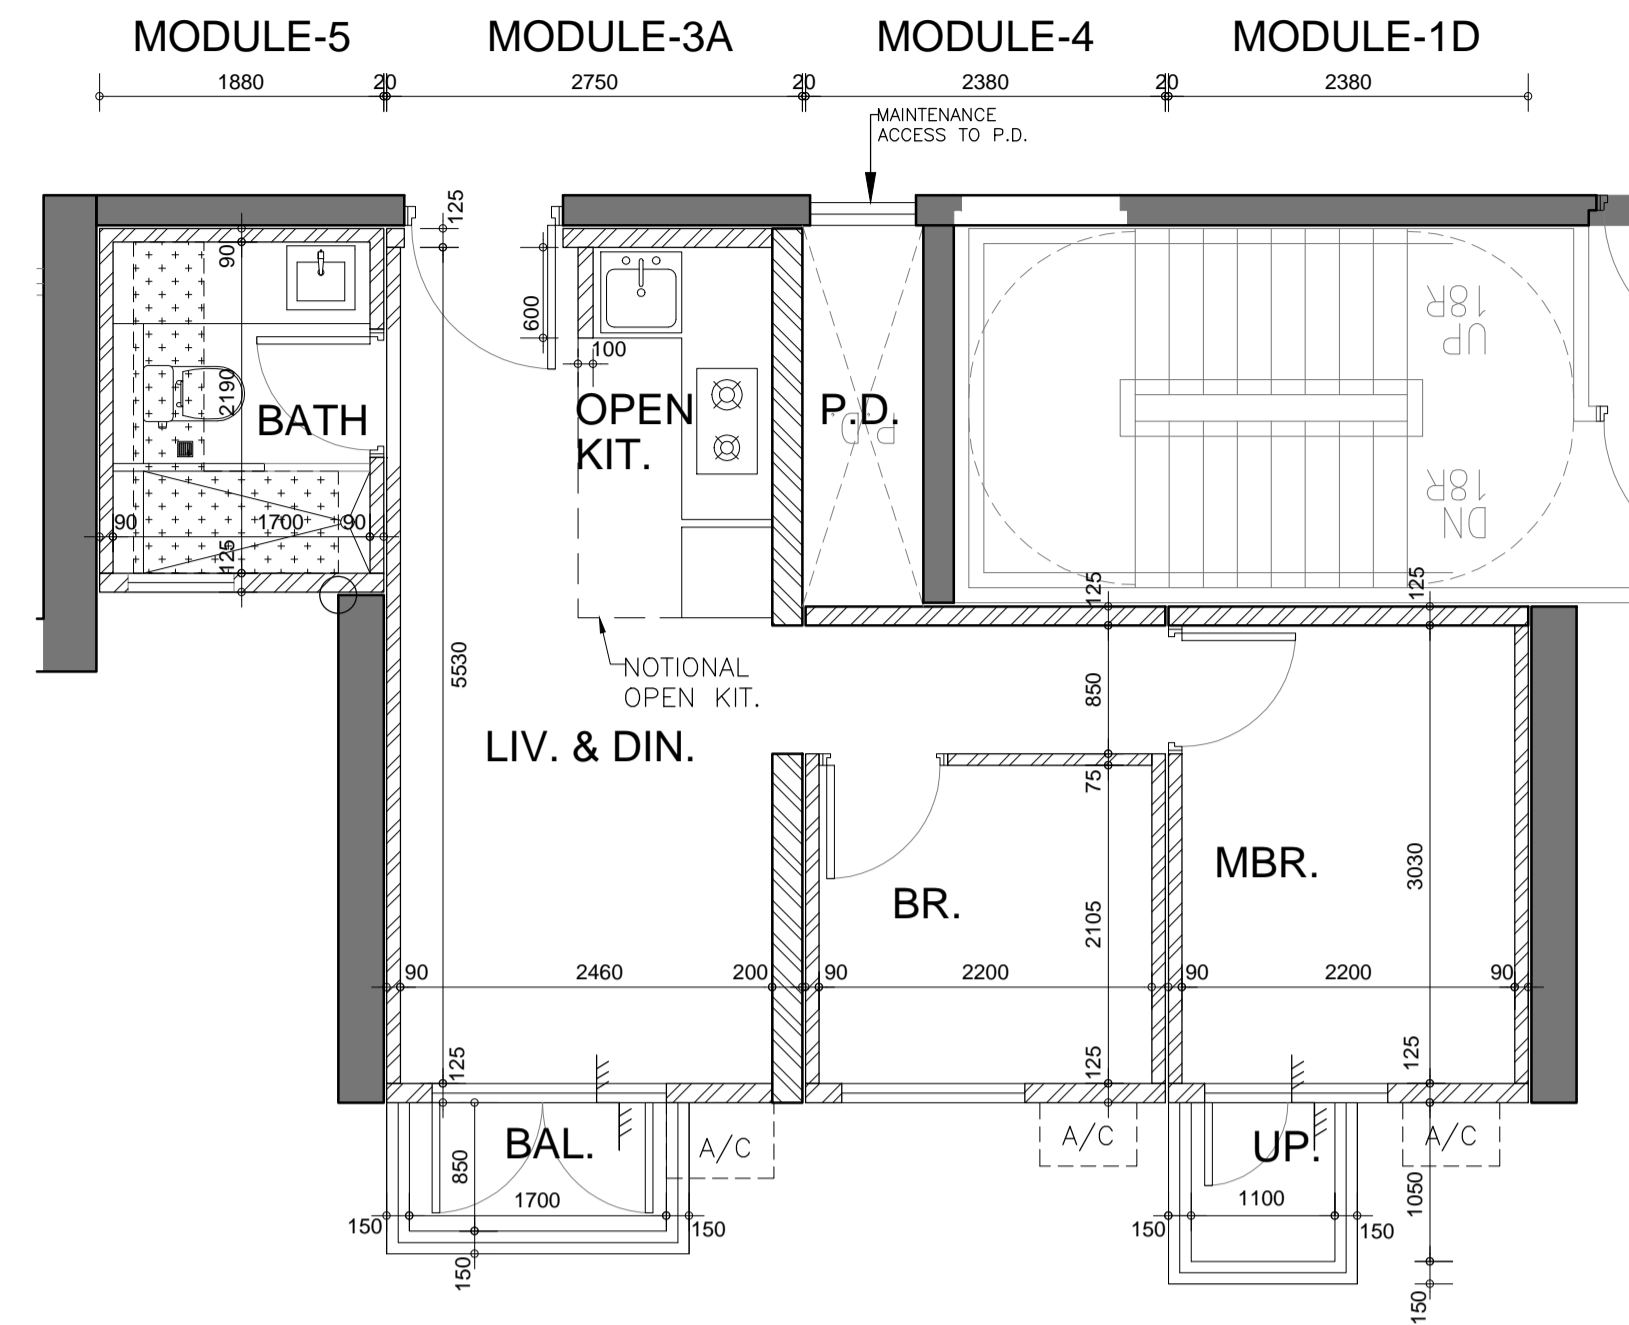 MODULE-5 MODULE-3A MODULE-4 MODULE-1D
1880 20 2750 20 2380 20 2380
MAINTENANCE
ACCESS TO P.D.
125
90
600
100
2190
BATH
OPEN
KIT.
P.D.
P.D.
UP
18R
DN
18R
90 1700 90
125
125
125
NOTIONAL
OPEN KIT.
5530
850
LIV. & DIN.
75
MBR.
BR.
2105
3030
90 2460 200 90 2200 90 2200 90
125
125
125
BAL.
A/C
A/C
UP.
A/C
850
1700
150
150
150
1100
150
150
1050
150